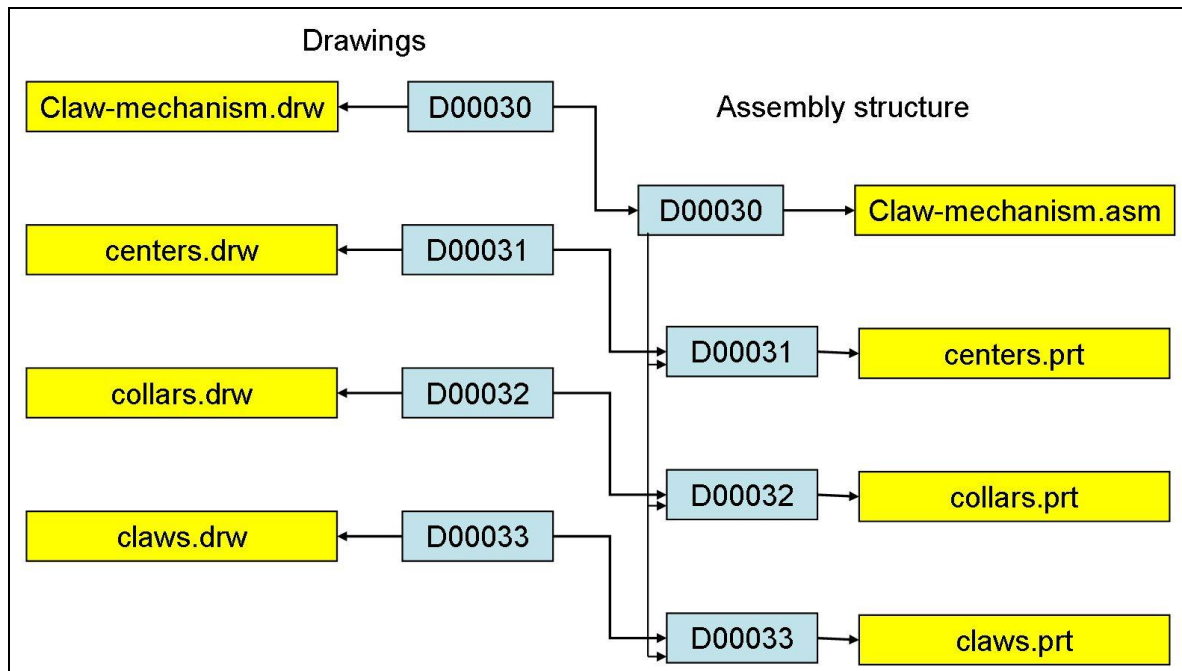 Drawings
Claw-mechanism.drw
D00030
Assembly structure
D00030
Claw-mechanism.asm
centers.drw
D00031
D00031
centers.prt
collars.drw
D00032
D00032
collars.prt
claws.drw
D00033
D00033
claws.prt